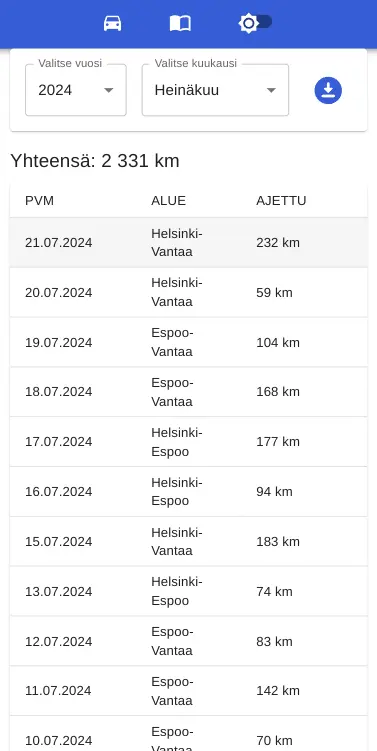 Valitse vuosi Valitse kuukausi
2024 Heinäkuu
Yhteensä: 2 331 km
PVM ALUE AJETTU
21.07.2024 Helsinki-
Vantaa 232 km
20.07.2024 Helsinki-
Vantaa 59 km
19.07.2024 Espoo-
Vantaa 104 km
18.07.2024 Espoo-
Vantaa 168 km
17.07.2024 Helsinki-
Espoo 177 km
16.07.2024 Helsinki-
Espoo 94 km
15.07.2024 Helsinki-
Vantaa 183 km
13.07.2024 Helsinki-
Espoo 74 km
12.07.2024 Espoo-
Vantaa 83 km
11.07.2024 Espoo-
Vantaa 142 km
10.07.2024 Espoo-
Vantaa 70 km